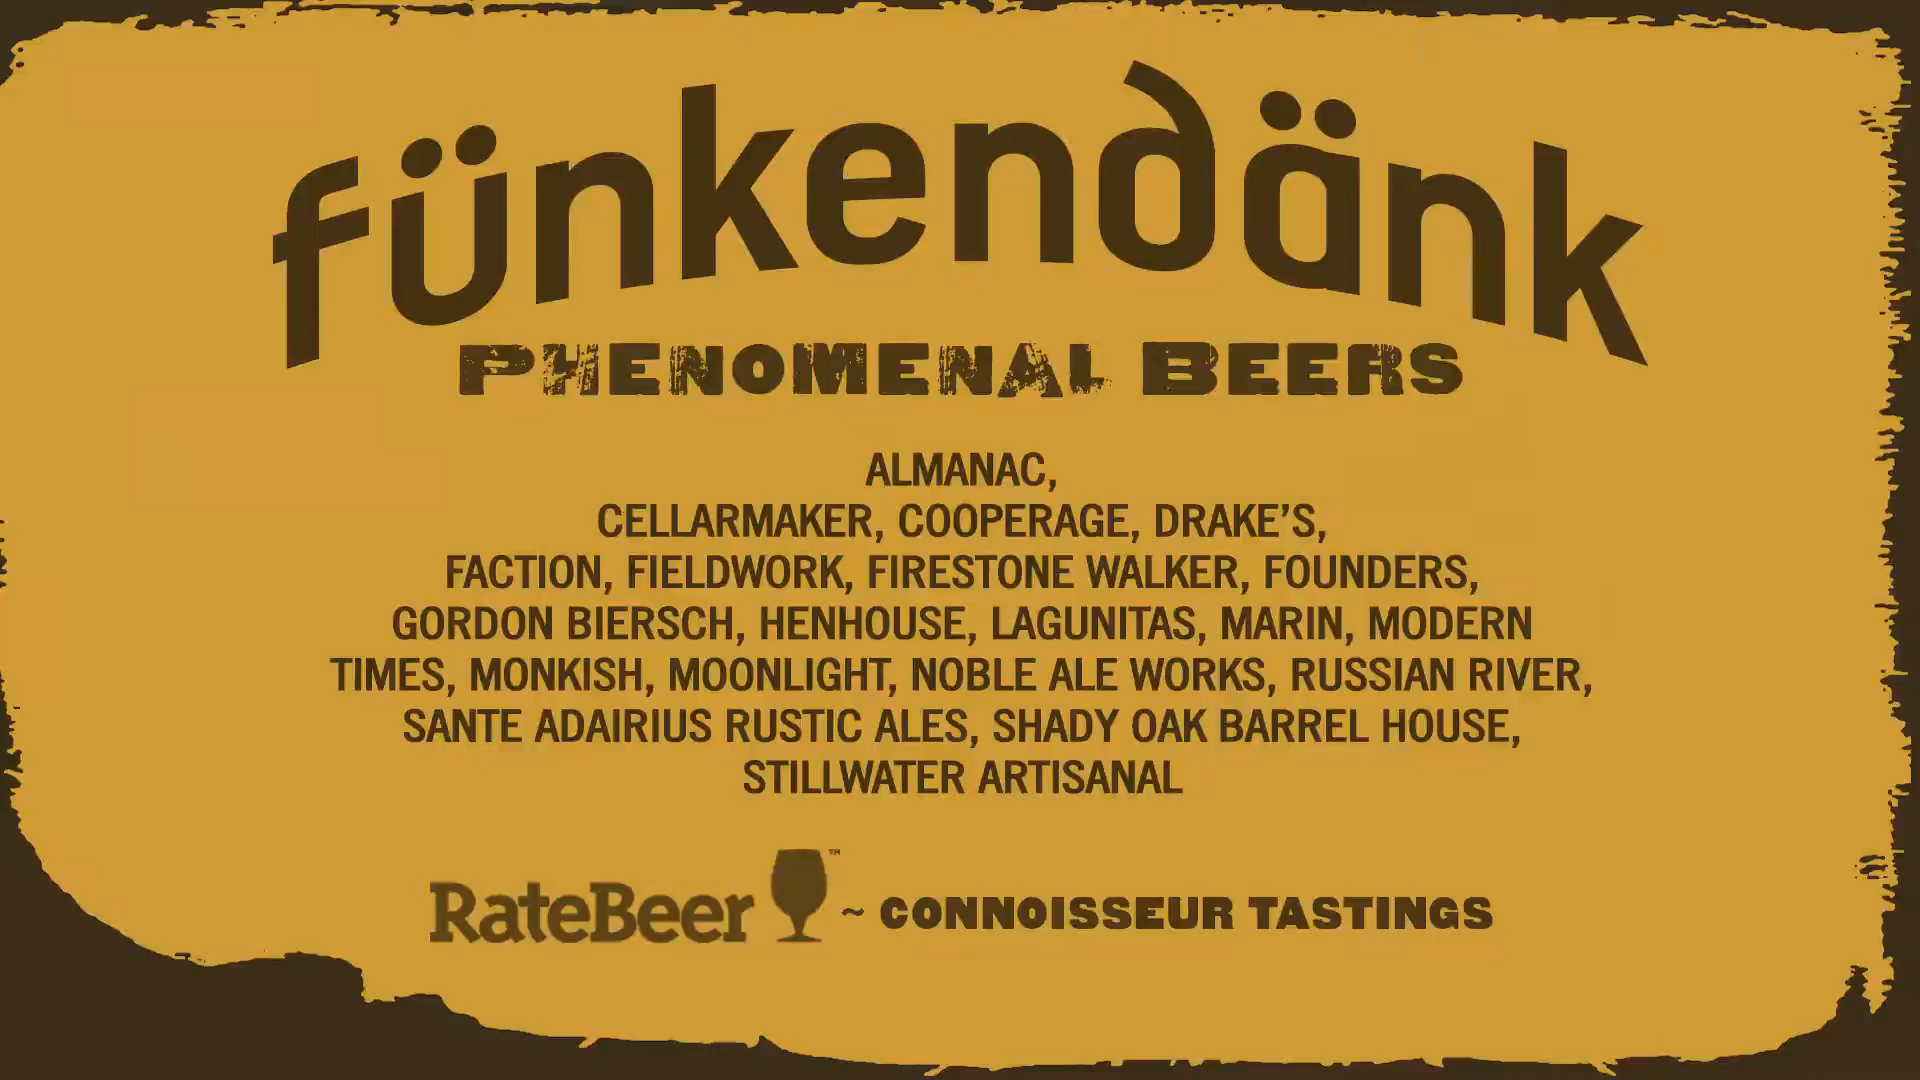 fünkendänk
PHENOMENAL BEERS
ALMANAC,
CELLARMAKER, COOPERAGE, DRAKE’S,
FACTION, FIELDWORK, FIRESTONE WALKER, FOUNDERS,
GORDON BIERSCH, HENHOUSE, LAGUNITAS, MARIN, MODERN
TIMES, MONKISH, MOONLIGHT, NOBLE ALE WORKS, RUSSIAN RIVER,
SANTE ADAIRIUS RUSTIC ALES, SHADY OAK BARREL HOUSE,
STILLWATER ARTISANAL
RateBeer ™ ~ CONNOISSEUR TASTINGS